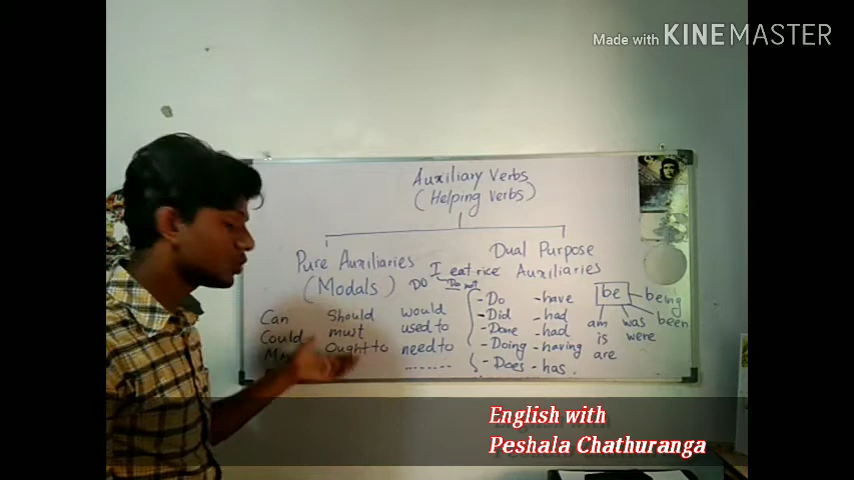 Made with KINEMASTER
Auxiliary Verbs
(Helping verbs)
Pure Auxiliaries
(Modals)
Dual Purpose
Auxiliaries
I eat rice
DO Do not
Can Should would
Could must used to
Ought to need to
........
- Do - have
- Did - had
- Done - had
- Doing - having
- Does - has.
be being
been
am was
is were
are
English with
Peshala Chathuranga